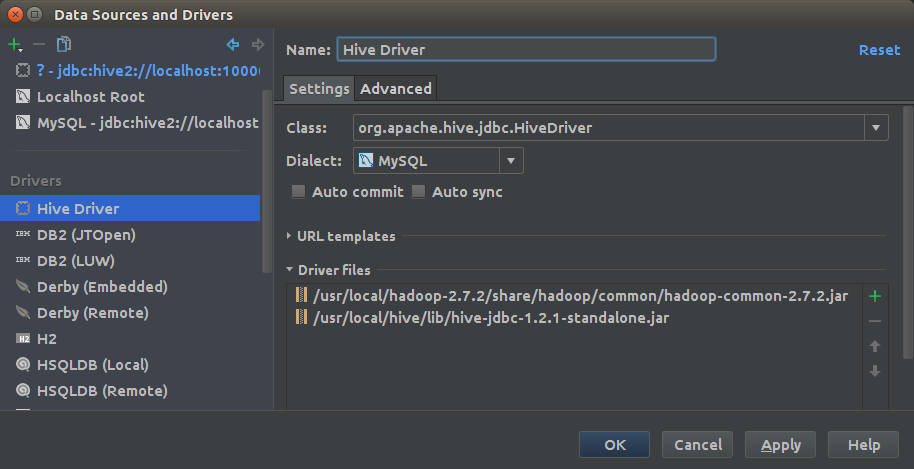 Data Sources and Drivers
? - jdbc:hive2://localhost:10000
Localhost Root
MySQL - jdbc:hive2://localhost
Drivers
Hive Driver
IBM DB2 (JTOpen)
IBM DB2 (LUW)
Derby (Embedded)
Derby (Remote)
H2 H2
HSQLDB (Local)
HSQLDB (Remote)
Name: Hive Driver
Reset
Settings Advanced
Class: org.apache.hive.jdbc.HiveDriver
Dialect: MySQL
Auto commit Auto sync
URL templates
Driver files
/usr/local/hadoop-2.7.2/share/hadoop/common/hadoop-common-2.7.2.jar
/usr/local/hive/lib/hive-jdbc-1.2.1-standalone.jar
OK Cancel Apply Help